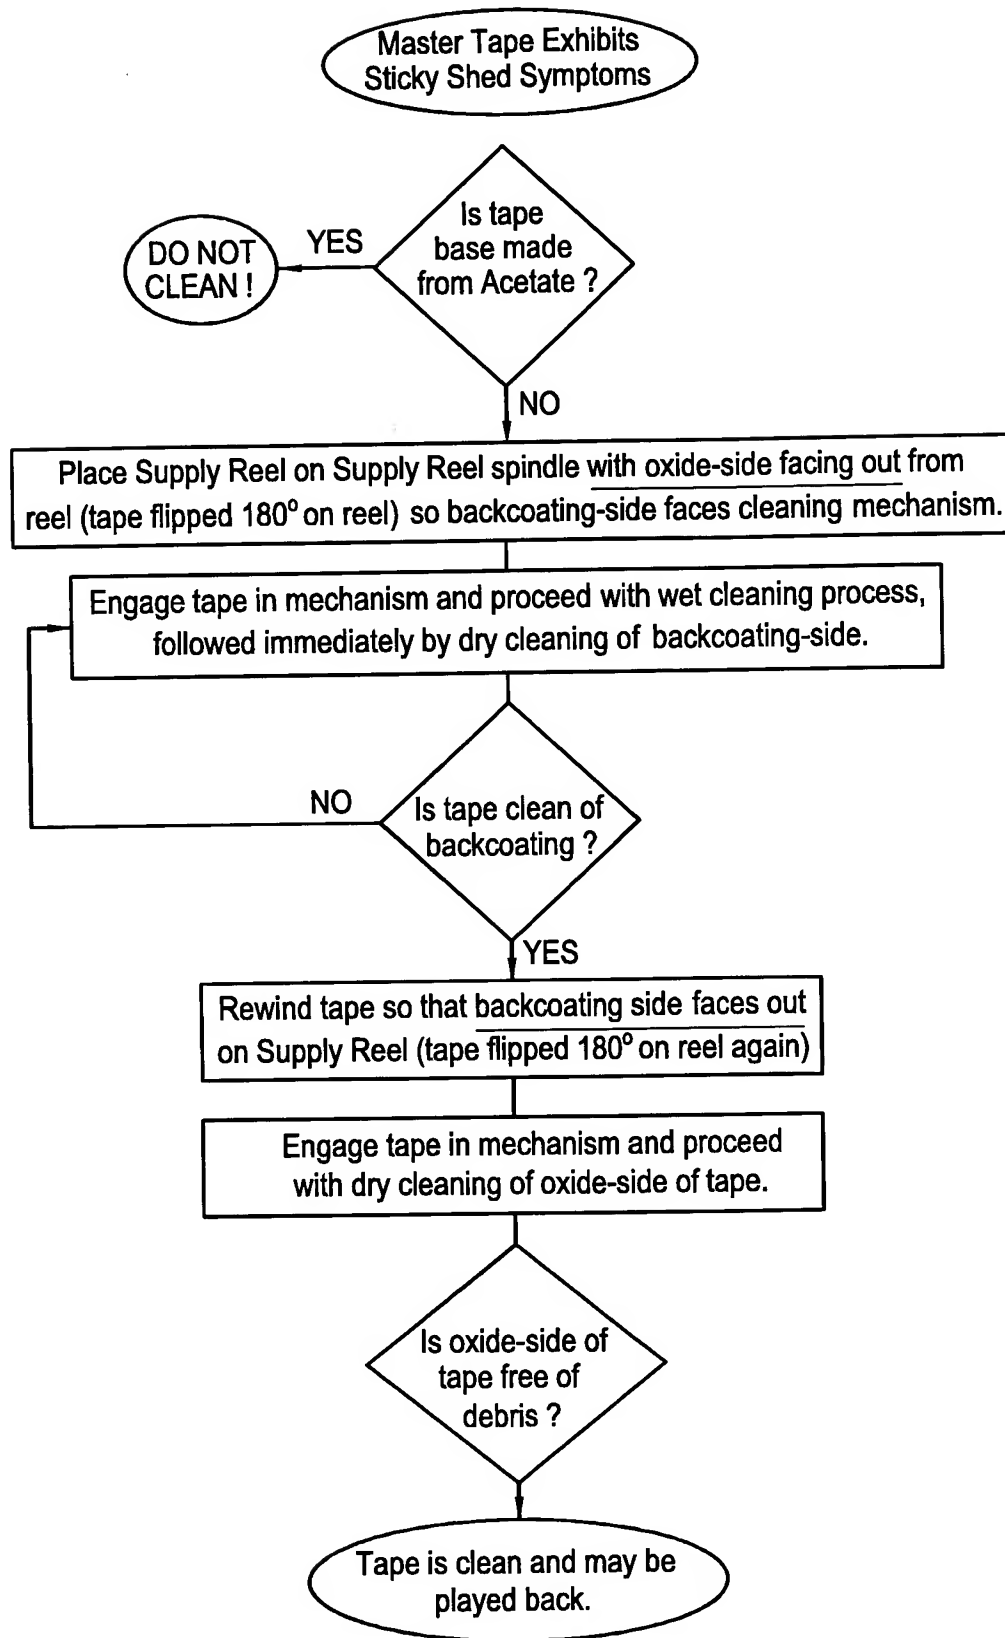 Master Tape Exhibits
Sticky Shed Symptoms
Is tape
base made
from Acetate ?
YES
DO NOT
CLEAN !
NO
Place Supply Reel on Supply Reel spindle with oxide-side facing out from
reel (tape flipped 180° on reel) so backcoating-side faces cleaning mechanism.
Engage tape in mechanism and proceed with wet cleaning process,
followed immediately by dry cleaning of backcoating-side.
NO
Is tape clean of
backcoating ?
YES
Rewind tape so that backcoating side faces out
on Supply Reel (tape flipped 180° on reel again)
Engage tape in mechanism and proceed
with dry cleaning of oxide-side of tape.
Is oxide-side of
tape free of
debris ?
Tape is clean and may be
played back.